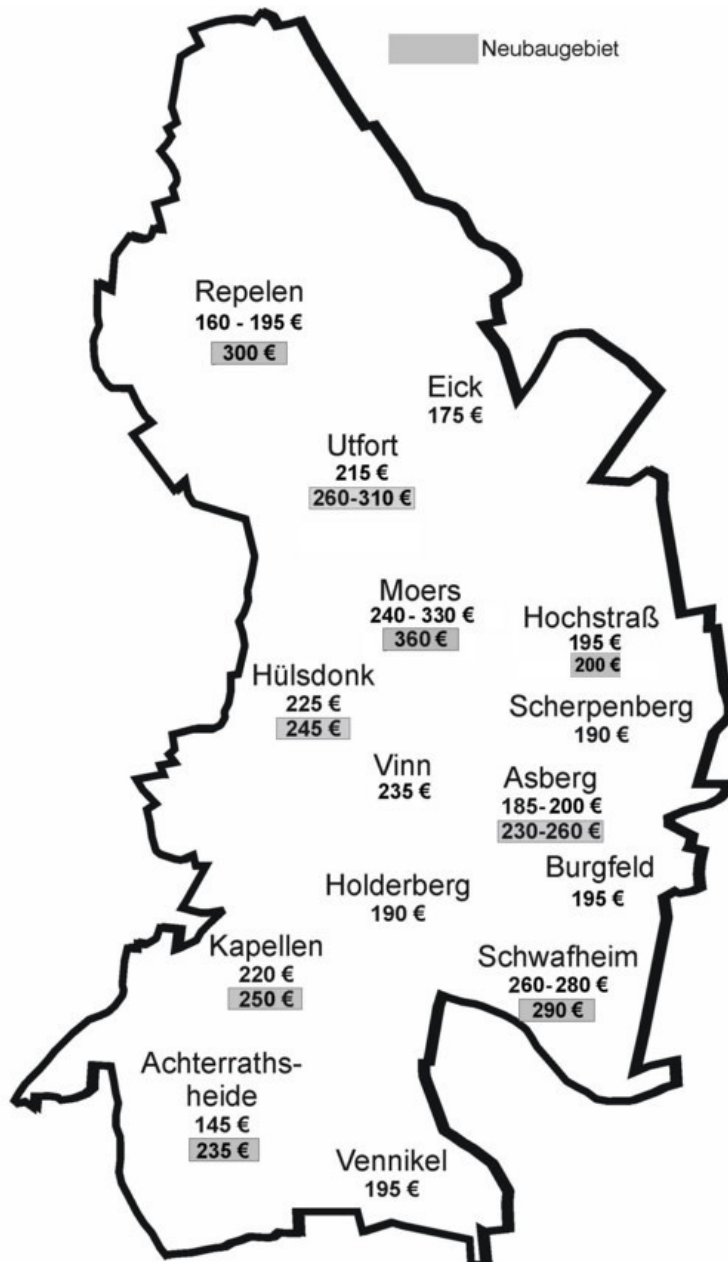 Neubaugebiet
Repelen
160 - 195 €
300 €
Eick
175 €
Utfort
215 €
260-310 €
Moers
240 - 330 €
360 €
Hochstraß
195 €
200 €
Hülsdonk
225 €
245 €
Scherpenberg
190 €
Vinn
235 €
Asberg
185- 200 €
230-260 €
Burgfeld
195 €
Holderberg
190 €
Kapellen
220 €
250 €
Schwafheim
260- 280 €
290 €
Achterraths-
heide
145 €
235 €
Vennikel
195 €